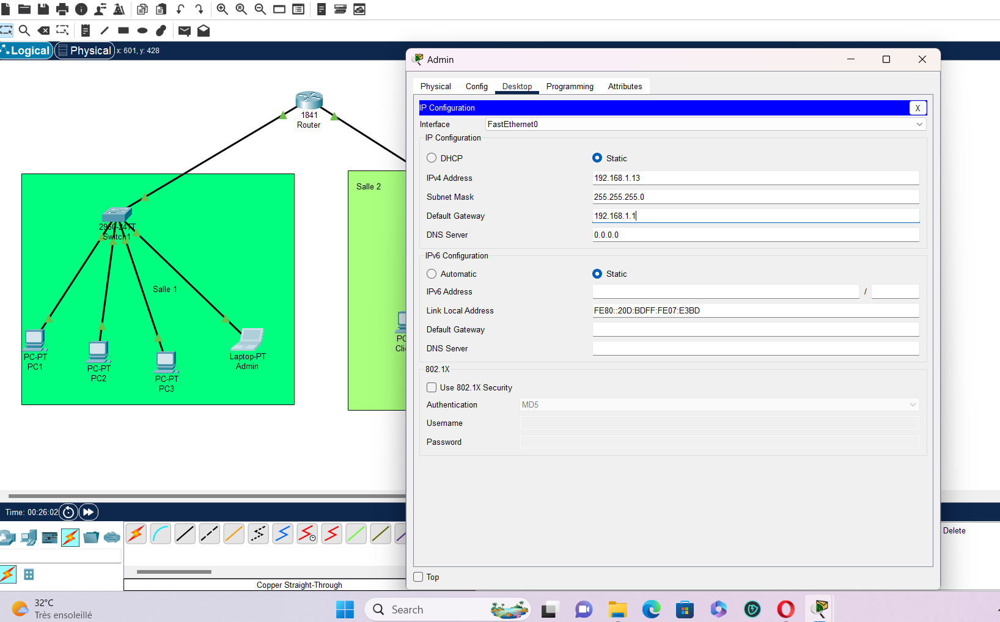 Logical
Physical
x: 601, y: 428
Admin
Physical
Config
Desktop
Programming
Attributes
IP Configuration
X
Interface
FastEthernet0
IP Configuration
DHCP
Static
IPv4 Address
192.168.1.13
Subnet Mask
255.255.255.0
Default Gateway
192.168.1.1
DNS Server
0.0.0.0
IPv6 Configuration
Automatic
Static
IPv6 Address
/
Link Local Address
FE80::20D:BDFF:FE07:E3BD
Default Gateway
DNS Server
802.1X
Use 802.1X Security
Authentication
MD5
Username
Password
Top
1841
Router
Salle 2
2960-24TT
Switch1
Salle 1
PC-PT
PC1
PC-PT
PC2
PC-PT
PC3
Laptop-PT
Admin
PC
Clie
Time: 00:26:02
Delete
Copper Straight-Through
32°C
Très ensoleillé
Search